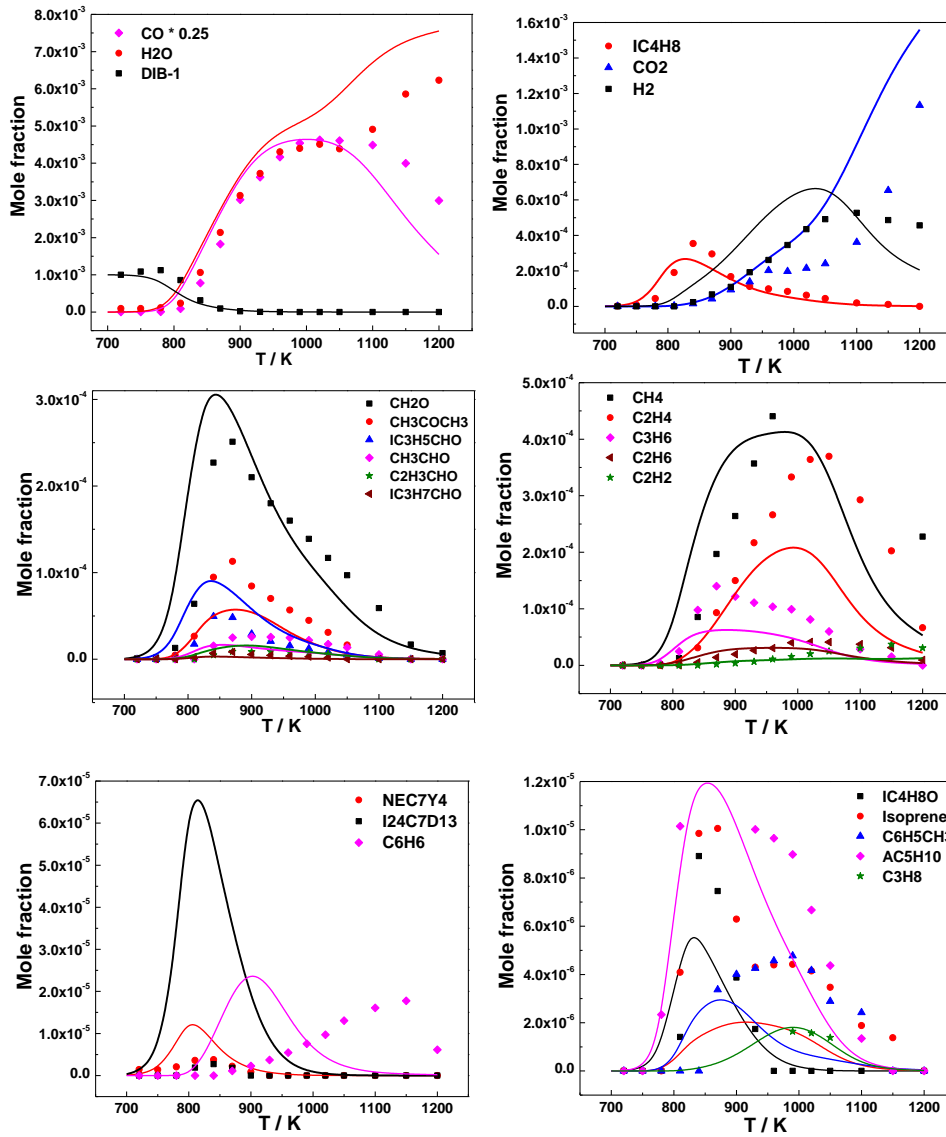 CO * 0.25
H2O
DIB-1
8.0x10-3
7.0x10-3
6.0x10-3
5.0x10-3
4.0x10-3
3.0x10-3
2.0x10-3
1.0x10-3
0.0
Mole fraction
700 800 900 1000 1100 1200
T / K
IC4H8
CO2
H2
1.6x10-3
1.4x10-3
1.2x10-3
1.0x10-3
8.0x10-4
6.0x10-4
4.0x10-4
2.0x10-4
0.0
Mole fraction
700 800 900 1000 1100 1200
T / K
CH2O
CH3COCH3
IC3H5CHO
CH3CHO
C2H3CHO
IC3H7CHO
3.0x10-4
2.0x10-4
1.0x10-4
0.0
Mole fraction
700 800 900 1000 1100 1200
T / K
CH4
C2H4
C3H6
C2H6
C2H2
5.0x10-4
4.0x10-4
3.0x10-4
2.0x10-4
1.0x10-4
0.0
Mole fraction
700 800 900 1000 1100 1200
T / K
NEC7Y4
I24C7D13
C6H6
7.0x10-5
6.0x10-5
5.0x10-5
4.0x10-5
3.0x10-5
2.0x10-5
1.0x10-5
0.0
Mole fraction
700 800 900 1000 1100 1200
T / K
IC4H8O
Isoprene
C6H5CH3
AC5H10
C3H8
1.2x10-5
1.0x10-5
8.0x10-6
6.0x10-6
4.0x10-6
2.0x10-6
0.0
Mole fraction
700 800 900 1000 1100 1200
T / K